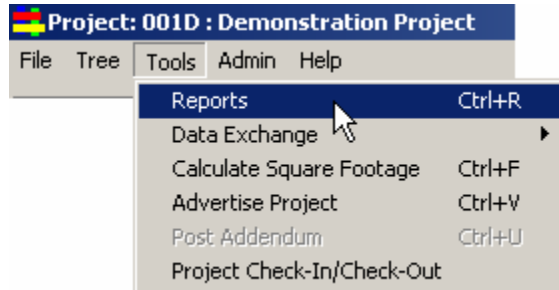 Project: 001D : Demonstration Project
File Tree Tools Admin Help
Reports Ctrl+R
Data Exchange
Calculate Square Footage Ctrl+F
Advertise Project Ctrl+V
Post Addendum Ctrl+U
Project Check-In/Check-Out